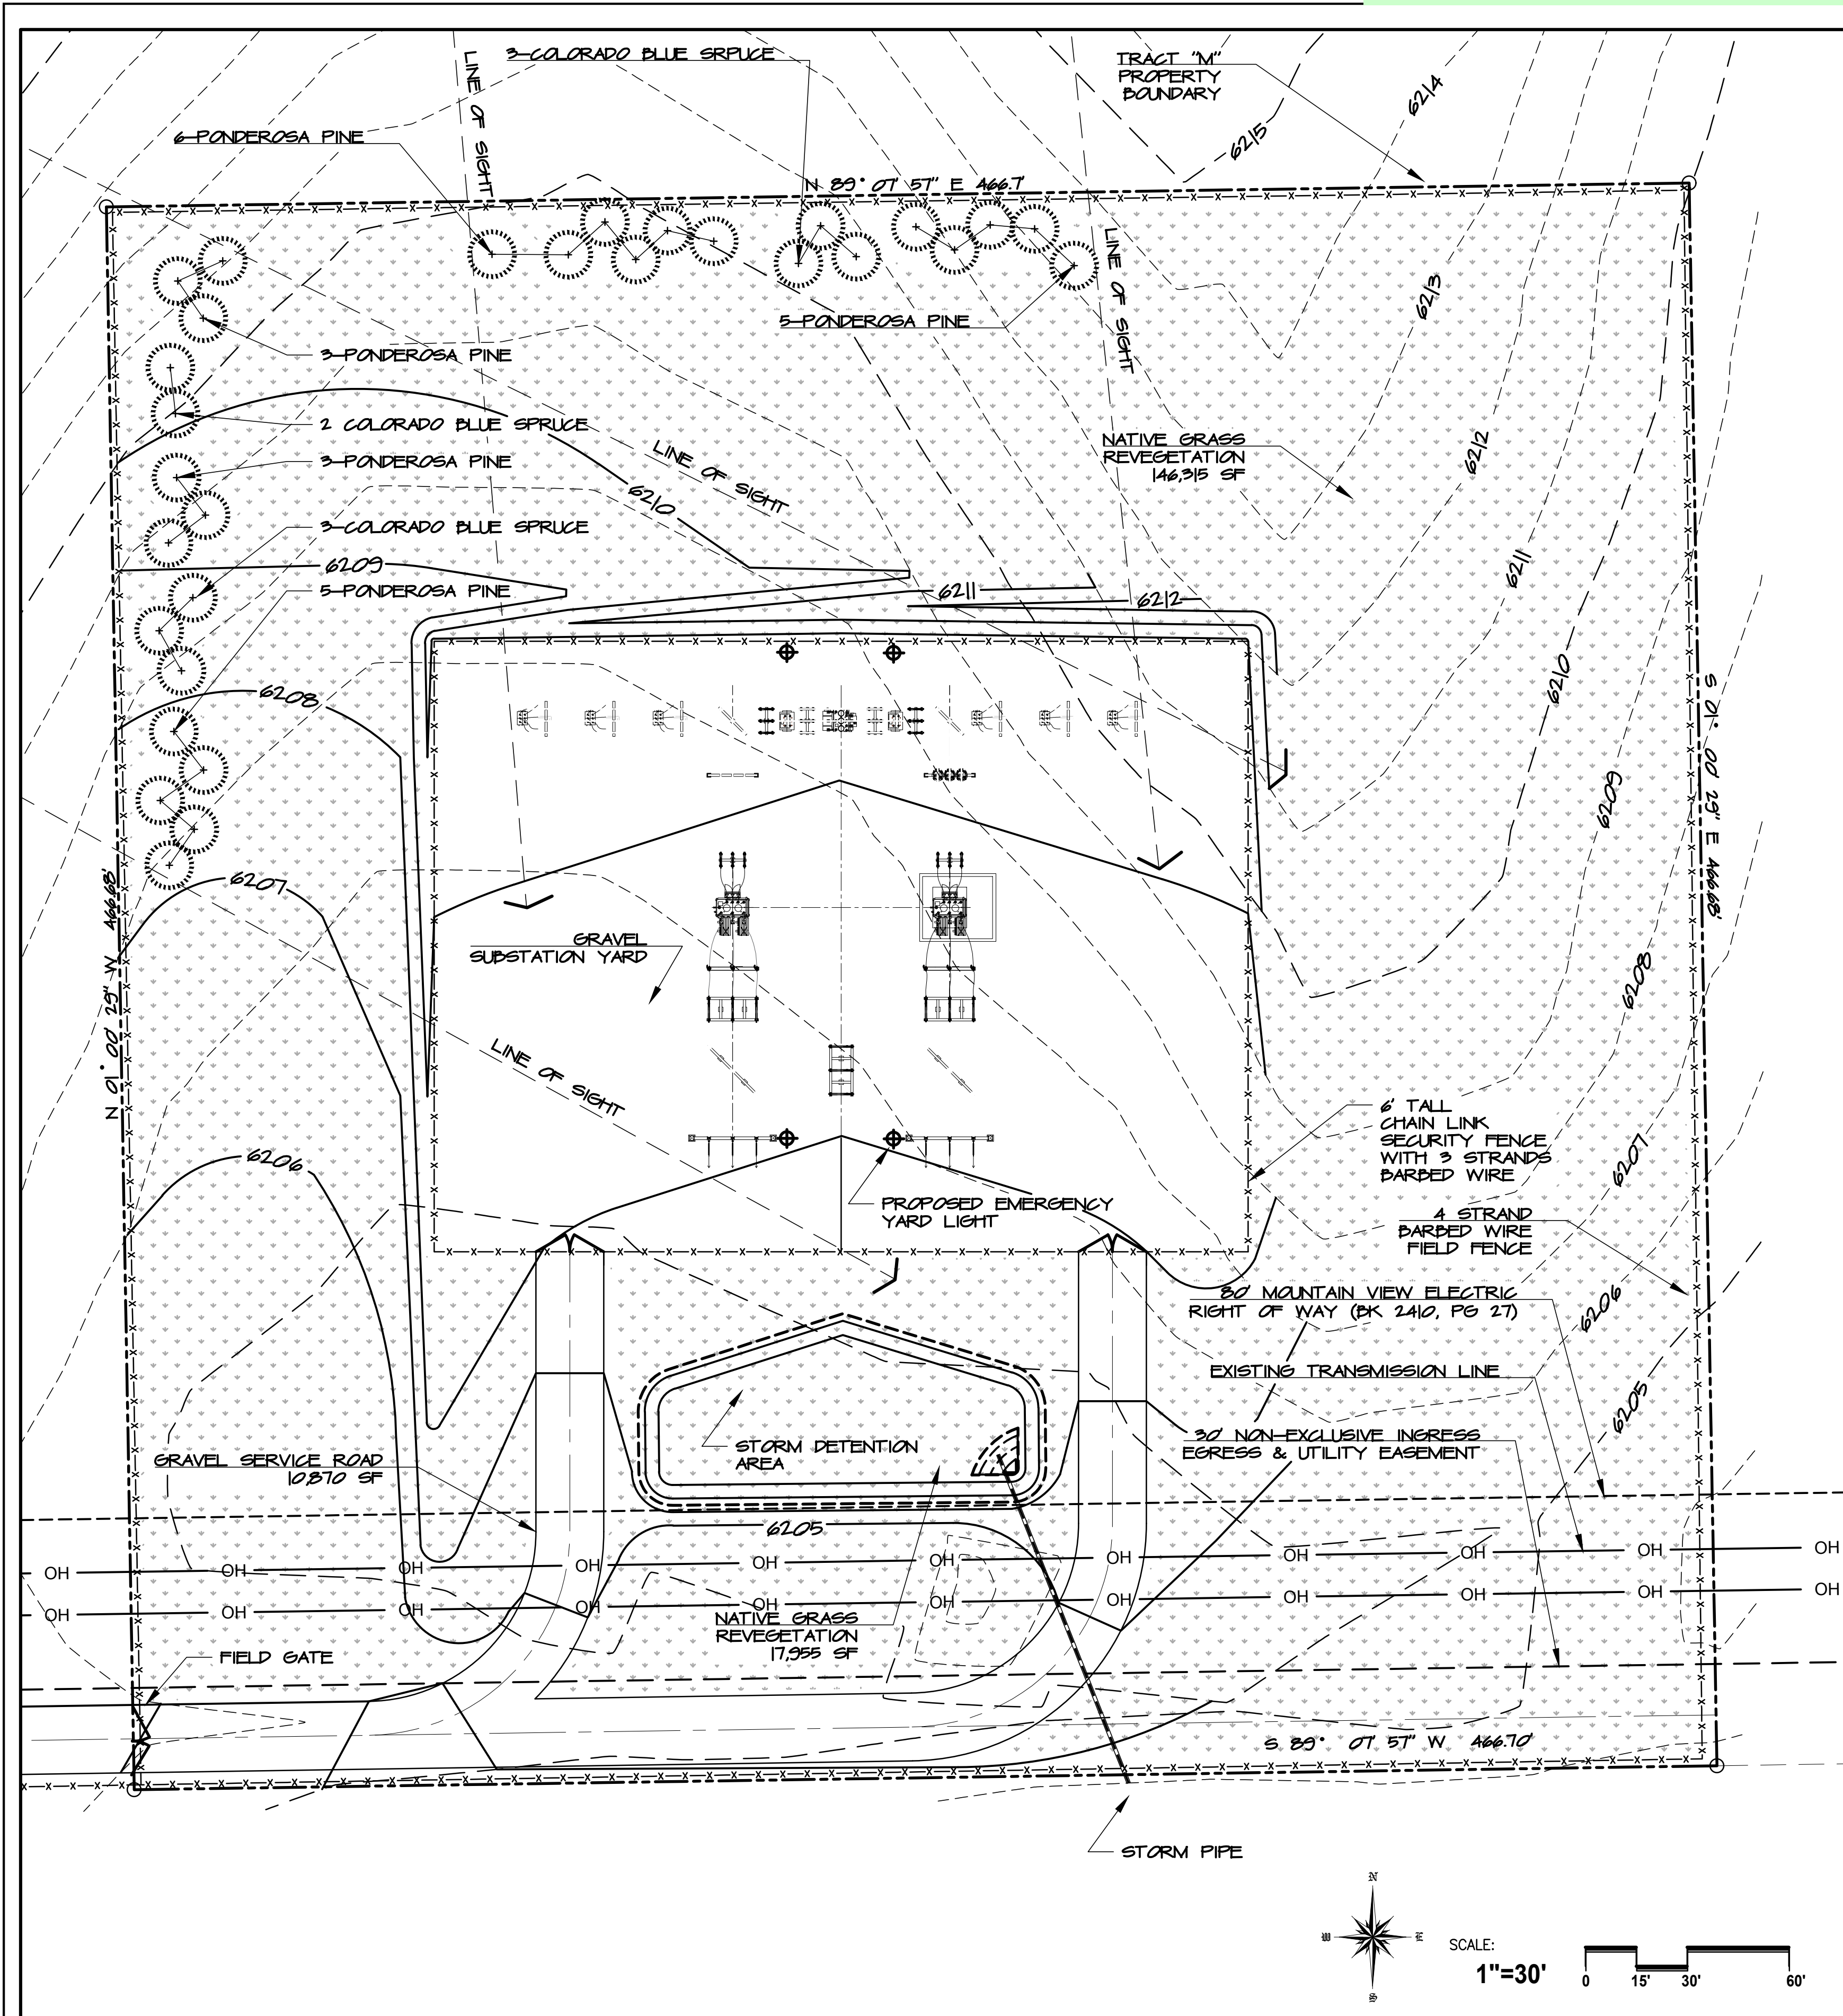 3-COLORADO BLUE SRPUCE
TRACT "M"
PROPERTY
BOUNDARY
LINE OF SIGHT
6214
6215
6-PONDEROSA PINE
N 89° 07' 57" E 466.7'
LINE OF SIGHT
6213
5-PONDEROSA PINE
3-PONDEROSA PINE
2 COLORADO BLUE SPRUCE
LINE OF SIGHT
NATIVE GRASS
REVEGETATION
146,315 SF
6212
3-PONDEROSA PINE
6210
3-COLORADO BLUE SPRUCE
6209
6211
5-PONDEROSA PINE
6211
6212
6210
6208
S 01° 00' 29" E 466.68'
6209
6207
N 01° 00' 29" W 466.68'
GRAVEL
SUBSTATION YARD
6208
LINE OF SIGHT
6' TALL
CHAIN LINK
SECURITY FENCE
WITH 3 STRANDS
BARBED WIRE
6207
6206
PROPOSED EMERGENCY
YARD LIGHT
4 STRAND
BARBED WIRE
FIELD FENCE
80' MOUNTAIN VIEW ELECTRIC
RIGHT OF WAY (BK 2410, PG 27)
6206
EXISTING TRANSMISSION LINE
6205
30' NON-EXCLUSIVE INGRESS
EGRESS & UTILITY EASEMENT
STORM DETENTION
AREA
GRAVEL SERVICE ROAD
10,870 SF
6205
OH OH OH OH OH OH OH OH OH OH OH
OH OH OH OH OH OH OH OH OH OH OH
NATIVE GRASS
REVEGETATION
17,955 SF
FIELD GATE
S 89° 07' 57" W 466.70'
STORM PIPE
N
W E
S
SCALE:
1"=30'
0 15' 30' 60'